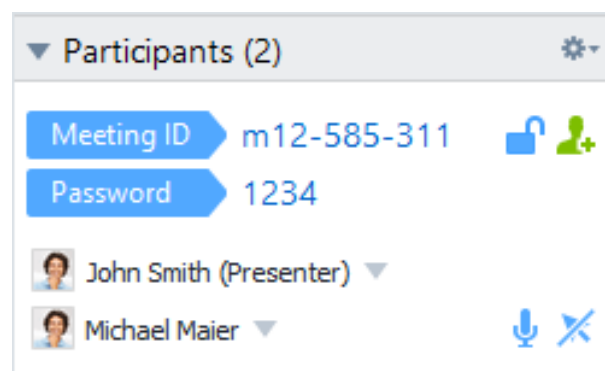 Participants (2)
Meeting ID m12-585-311
Password 1234
John Smith (Presenter)
Michael Maier